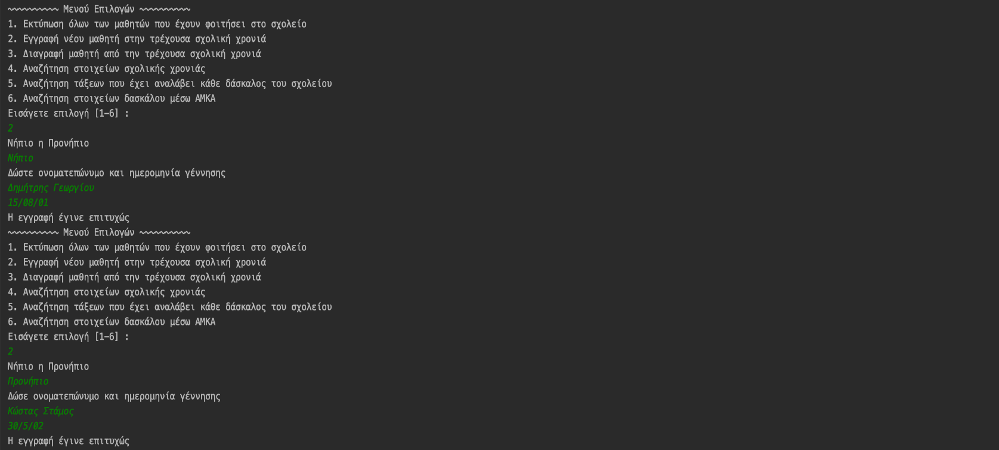 ~~~~~~~~~~ Μενού Επιλογών ~~~~~~~~~~
1. Εκτύπωση όλων των μαθητών που έχουν φοιτήσει στο σχολείο
2. Εγγραφή νέου μαθητή στην τρέχουσα σχολική χρονιά
3. Διαγραφή μαθητή από την τρέχουσα σχολική χρονιά
4. Αναζήτηση στοιχείων σχολικής χρονιάς
5. Αναζήτηση τάξεων που έχει αναλάβει κάθε δάσκαλος του σχολείου
6. Αναζήτηση στοιχείων δασκάλου μέσω ΑΜΚΑ
Εισάγετε επιλογή [1-6] :
2
Νήπιο η Προνήπιο
Νήπιο
Δώστε ονοματεπώνυμο και ημερομηνία γέννησης
Δημήτρης Γεωργίου
15/08/01
Η εγγραφή έγινε επιτυχώς
~~~~~~~~~~ Μενού Επιλογών ~~~~~~~~~~
1. Εκτύπωση όλων των μαθητών που έχουν φοιτήσει στο σχολείο
2. Εγγραφή νέου μαθητή στην τρέχουσα σχολική χρονιά
3. Διαγραφή μαθητή από την τρέχουσα σχολική χρονιά
4. Αναζήτηση στοιχείων σχολικής χρονιάς
5. Αναζήτηση τάξεων που έχει αναλάβει κάθε δάσκαλος του σχολείου
6. Αναζήτηση στοιχείων δασκάλου μέσω ΑΜΚΑ
Εισάγετε επιλογή [1-6] :
2
Νήπιο η Προνήπιο
Προνήπιο
Δώσε ονοματεπώνυμο και ημερομηνία γέννησης
Κώστας Στάμος
30/5/02
Η εγγραφή έγινε επιτυχώς